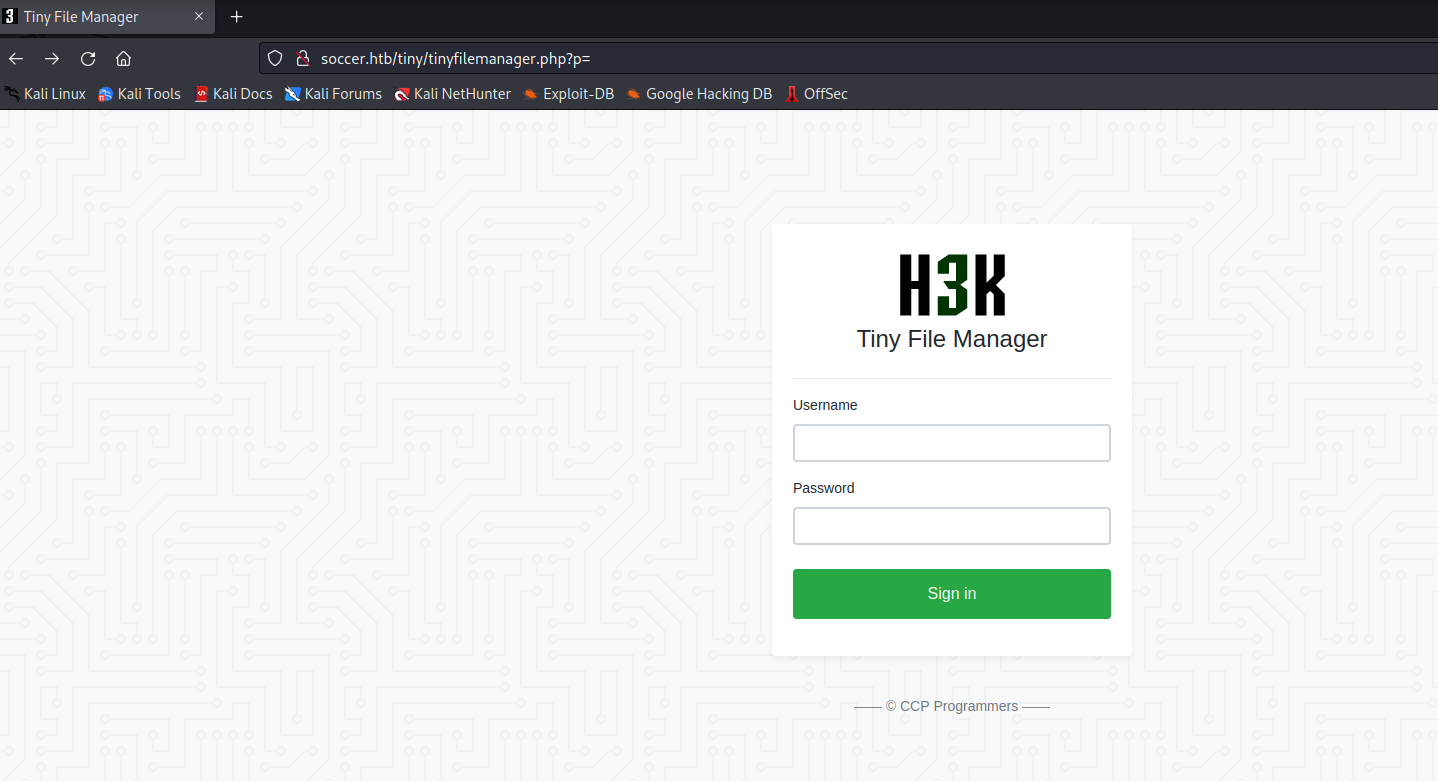 Tiny File Manager
soccer.htb/tiny/tinyfilemanager.php?p=
Kali Linux Kali Tools Kali Docs Kali Forums Kali NetHunter Exploit-DB Google Hacking DB OffSec
H3K
Tiny File Manager
Username
Password
Sign in
—— © CCP Programmers ——